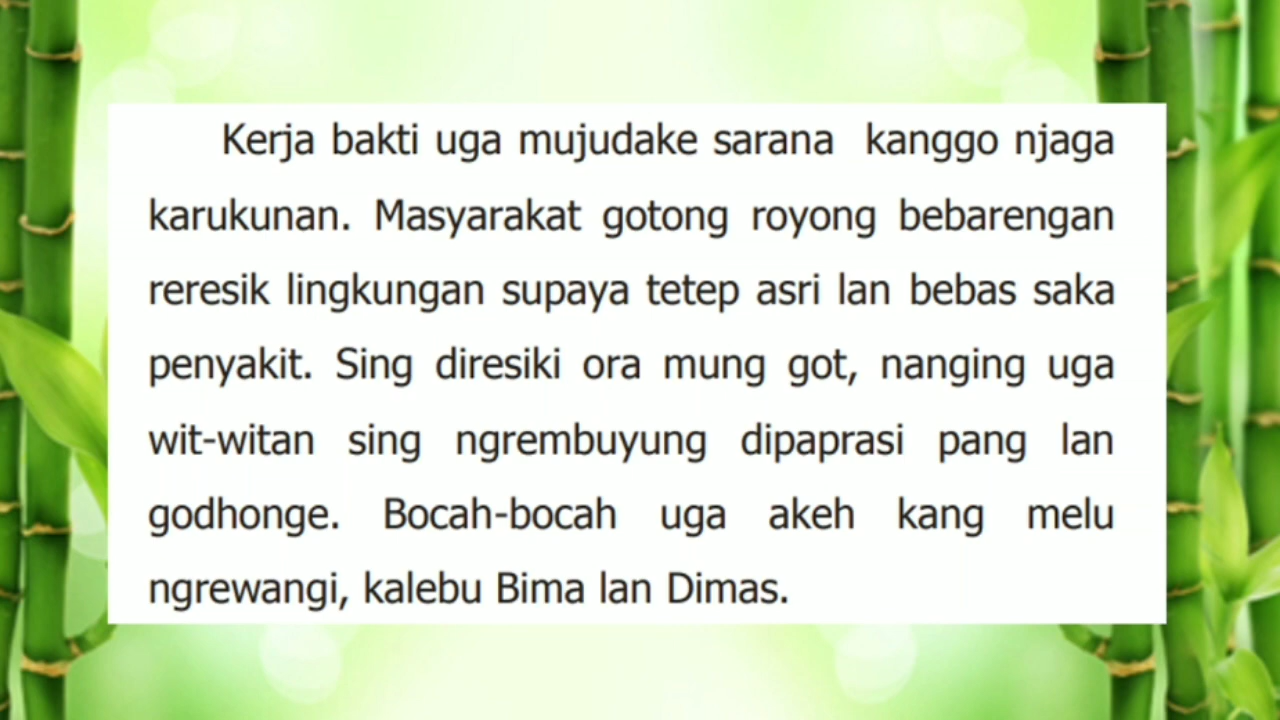 Kerja bakti uga mujudake sarana kanggo njaga
karukunan. Masyarakat gotong royong bebarengan
reresik lingkungan supaya tetep asri lan bebas saka
penyakit. Sing diresiki ora mung got, nanging uga
wit-witan sing ngrembuyung dipaprasi pang lan
godhonge. Bocah-bocah uga akeh kang melu
ngrewangi, kalebu Bima lan Dimas.